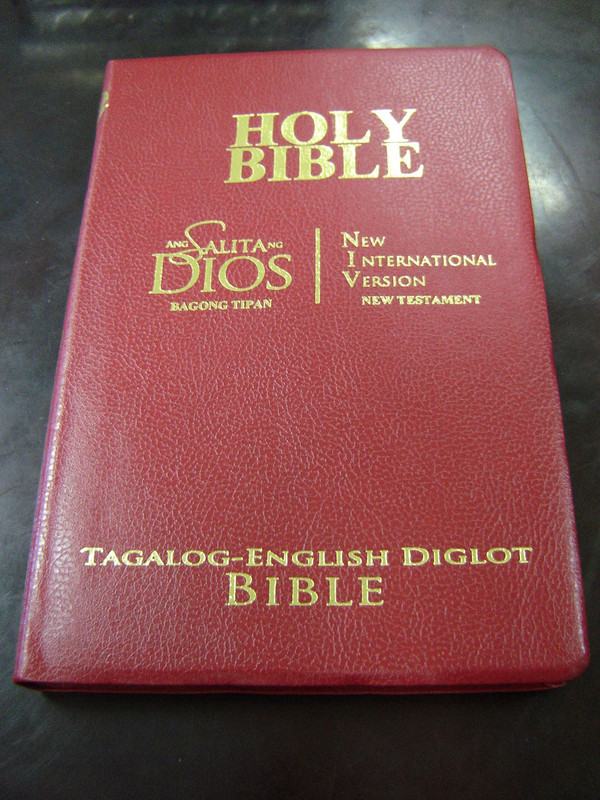 HOLY
BIBLE
ANG SALITA NG
DIOS
BAGONG TIPAN
NEW
INTERNATIONAL
VERSION
NEW TESTAMENT
TAGALOG-ENGLISH DIGLOT
BIBLE